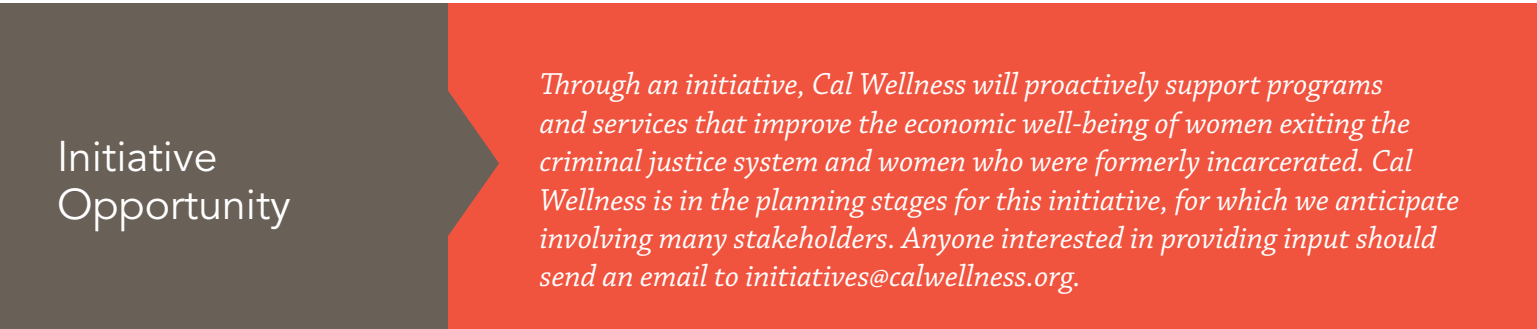 Initiative
Opportunity
Through an initiative, Cal Wellness will proactively support programs
and services that improve the economic well-being of women exiting the
criminal justice system and women who were formerly incarcerated. Cal
Wellness is in the planning stages for this initiative, for which we anticipate
involving many stakeholders. Anyone interested in providing input should
send an email to initiatives@calwellness.org.